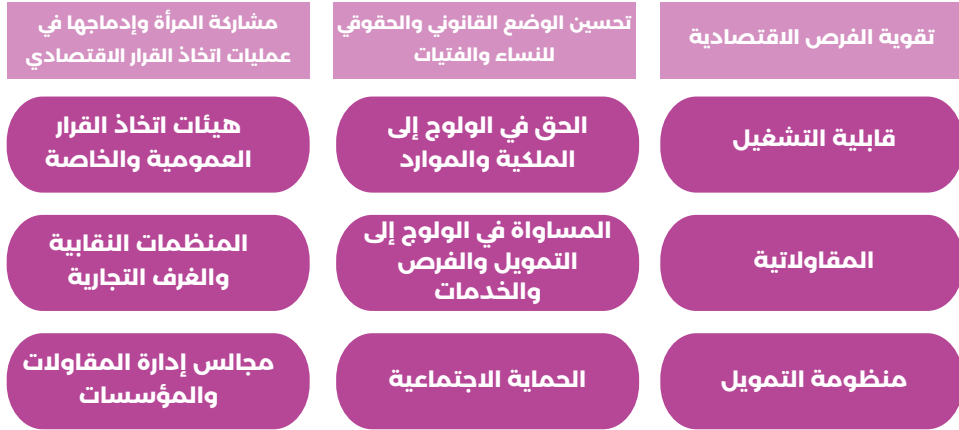 تقوية الفرص الاقتصادية
تحسين الوضع القانوني والحقوقي
للنساء والفتيات
مشاركة المرأة وإدماجها في
عمليات اتخاذ القرار الاقتصادي
قابلية التشغيل
الحق في الولوج إلى
الملكية والموارد
هيئات اتخاذ القرار
العمومية والخاصة
المقاولاتية
المساواة في الولوج إلى
التمويل والفرص
والخدمات
المنظمات النقابية
والغرف التجارية
منظومة التمويل
الحماية الاجتماعية
مجالس إدارة المقاولات
والمؤسسات